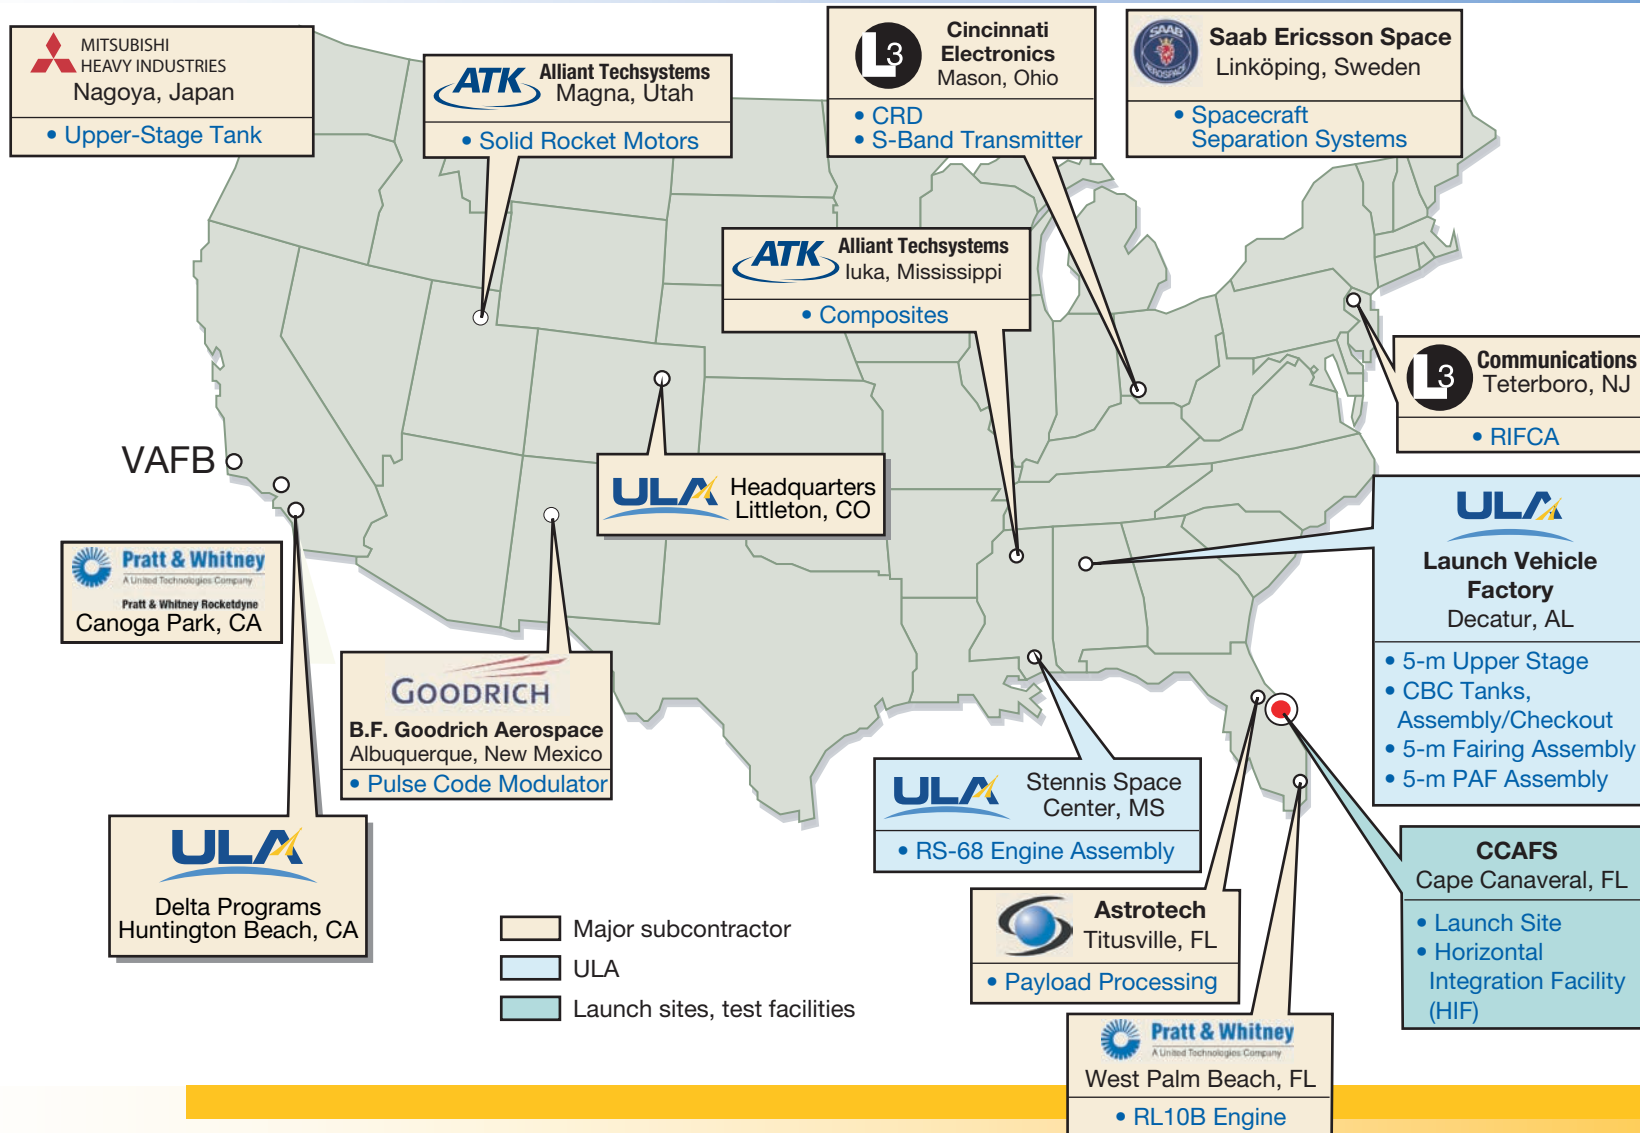 MITSUBISHI
HEAVY INDUSTRIES
Nagoya, Japan
• Upper-Stage Tank
ATK
Alliant Techsystems
Magna, Utah
• Solid Rocket Motors
L3
Cincinnati
Electronics
Mason, Ohio
• CRD
• S-Band Transmitter
SAAB
AEROSPACE
Saab Ericsson Space
Linköping, Sweden
• Spacecraft
Separation Systems
ATK
Alliant Techsystems
Iuka, Mississippi
• Composites
L3
Communications
Teterboro, NJ
• RIFCA
VAFB
ULA
Headquarters
Littleton, CO
ULA
Launch Vehicle
Factory
Decatur, AL
• 5-m Upper Stage
• CBC Tanks,
Assembly/Checkout
• 5-m Fairing Assembly
• 5-m PAF Assembly
Pratt & Whitney
A United Technologies Company
Pratt & Whitney Rocketdyne
Canoga Park, CA
GOODRICH
B.F. Goodrich Aerospace
Albuquerque, New Mexico
• Pulse Code Modulator
ULA
Stennis Space
Center, MS
• RS-68 Engine Assembly
ULA
Delta Programs
Huntington Beach, CA
CCAFS
Cape Canaveral, FL
• Launch Site
• Horizontal
Integration Facility
(HIF)
Astrotech
Titusville, FL
• Payload Processing
Major subcontractor
ULA
Launch sites, test facilities
Pratt & Whitney
A United Technologies Company
West Palm Beach, FL
• RL10B Engine